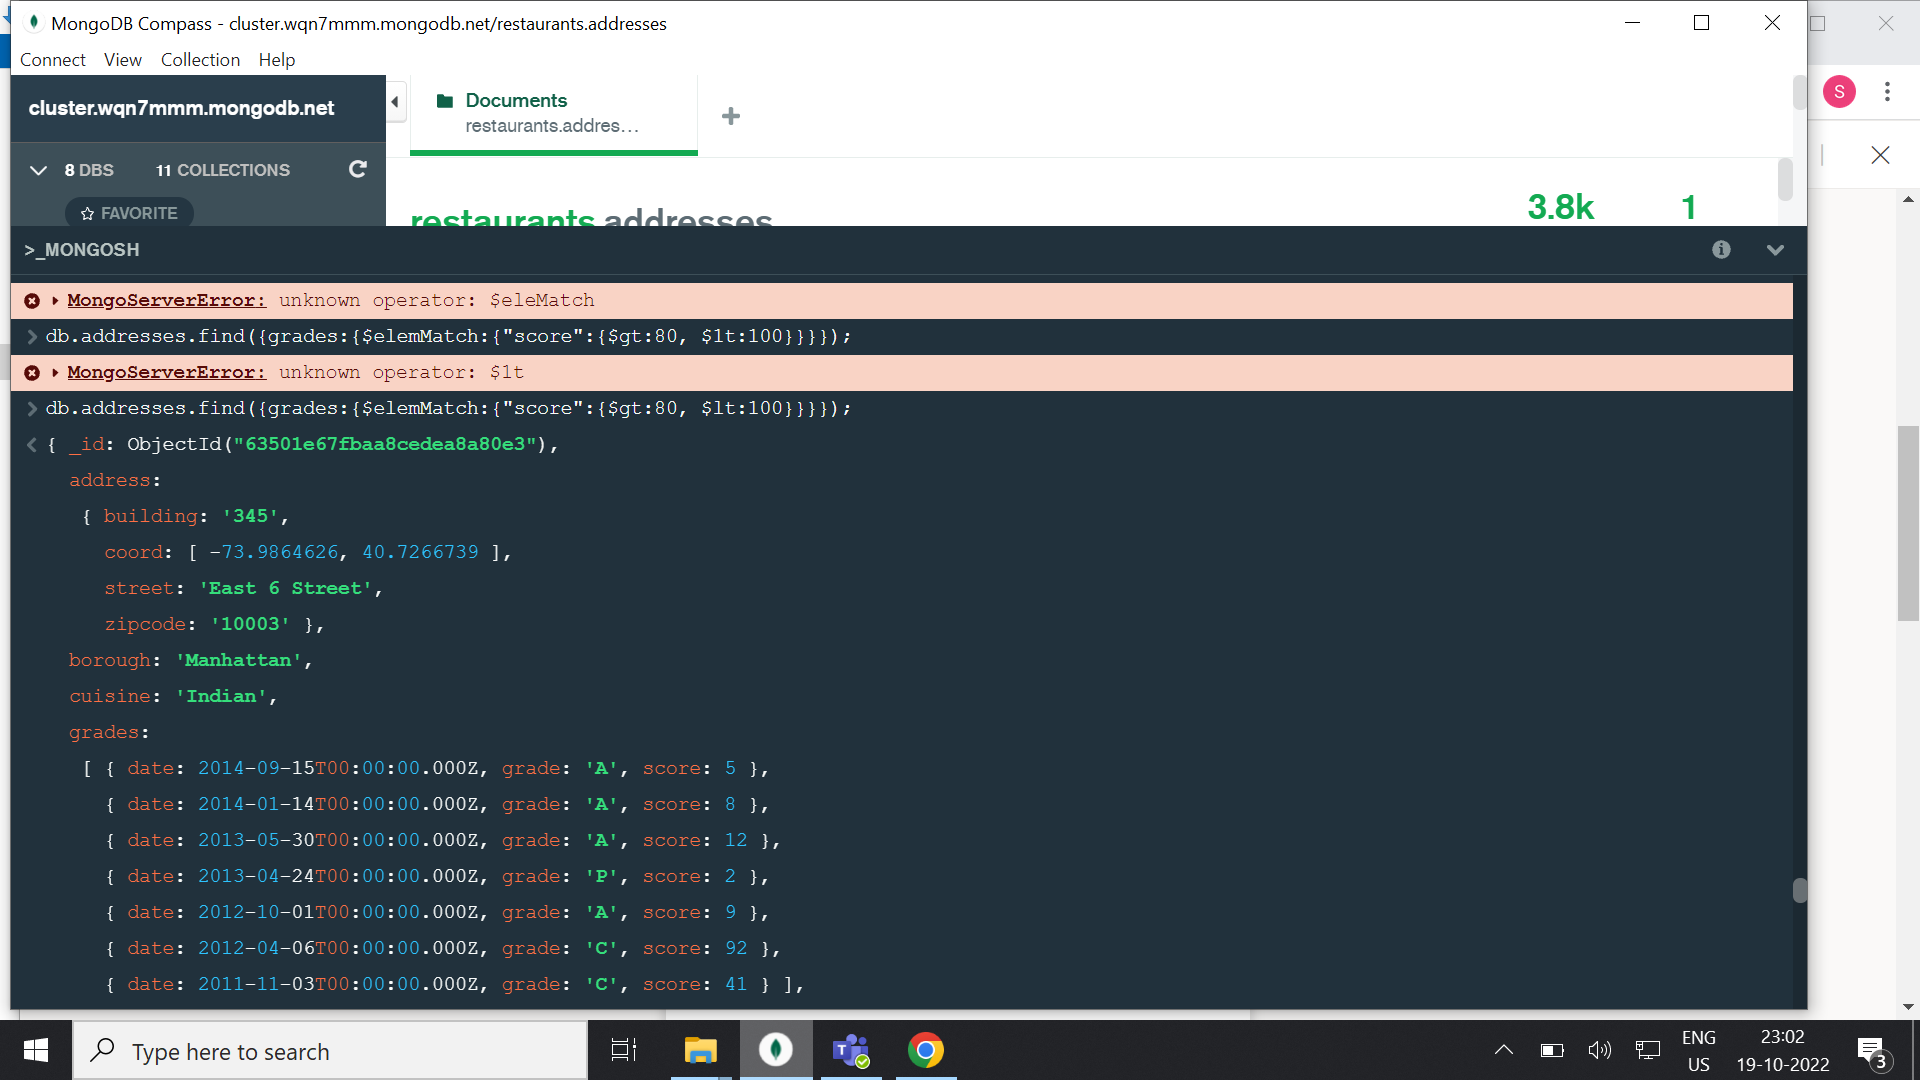 MongoDB Compass - cluster.wqn7mmm.mongodb.net/restaurants.addresses
Connect View Collection Help
cluster.wqn7mmm.mongodb.net
Documents
restaurants.addres...
8 DBS 11 COLLECTIONS
FAVORITE
restaurants.addresses
3.8k 1
S
>_MONGOSH
MongoServerError: unknown operator: $eleMatch
db.addresses.find({grades:{$elemMatch:{"score":{$gt:80, $1t:100}}}});
MongoServerError: unknown operator: $1t
db.addresses.find({grades:{$elemMatch:{"score":{$gt:80, $lt:100}}}});
{ _id: ObjectId("63501e67fbaa8cedea8a80e3"),
address:
{ building: '345',
coord: [ -73.9864626, 40.7266739 ],
street: 'East 6 Street',
zipcode: '10003' },
borough: 'Manhattan',
cuisine: 'Indian',
grades:
[ { date: 2014-09-15T00:00:00.000Z, grade: 'A', score: 5 },
{ date: 2014-01-14T00:00:00.000Z, grade: 'A', score: 8 },
{ date: 2013-05-30T00:00:00.000Z, grade: 'A', score: 12 },
{ date: 2013-04-24T00:00:00.000Z, grade: 'P', score: 2 },
{ date: 2012-10-01T00:00:00.000Z, grade: 'A', score: 9 },
{ date: 2012-04-06T00:00:00.000Z, grade: 'C', score: 92 },
{ date: 2011-11-03T00:00:00.000Z, grade: 'C', score: 41 } ],
Type here to search
ENG
US
23:02
19-10-2022
3